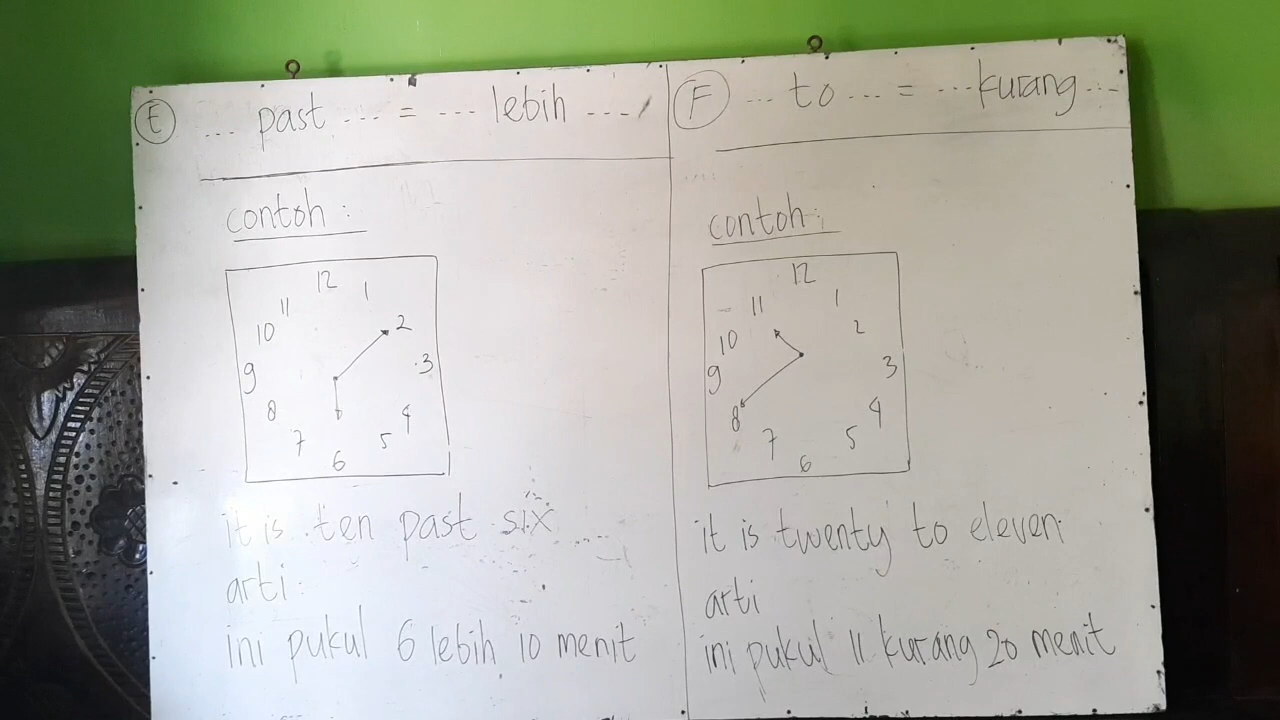 E ... past ... = ... lebih ...
contoh :
12
11 1
10 2
9 3
8 4
7 5
6
it is ten past six
arti :
ini pukul 6 lebih 10 menit
F ... to ... = ... kurang ...
contoh :
12
11 1
10 2
9 3
8 4
7 5
6
it is twenty to eleven
arti
ini pukul 11 kurang 20 menit